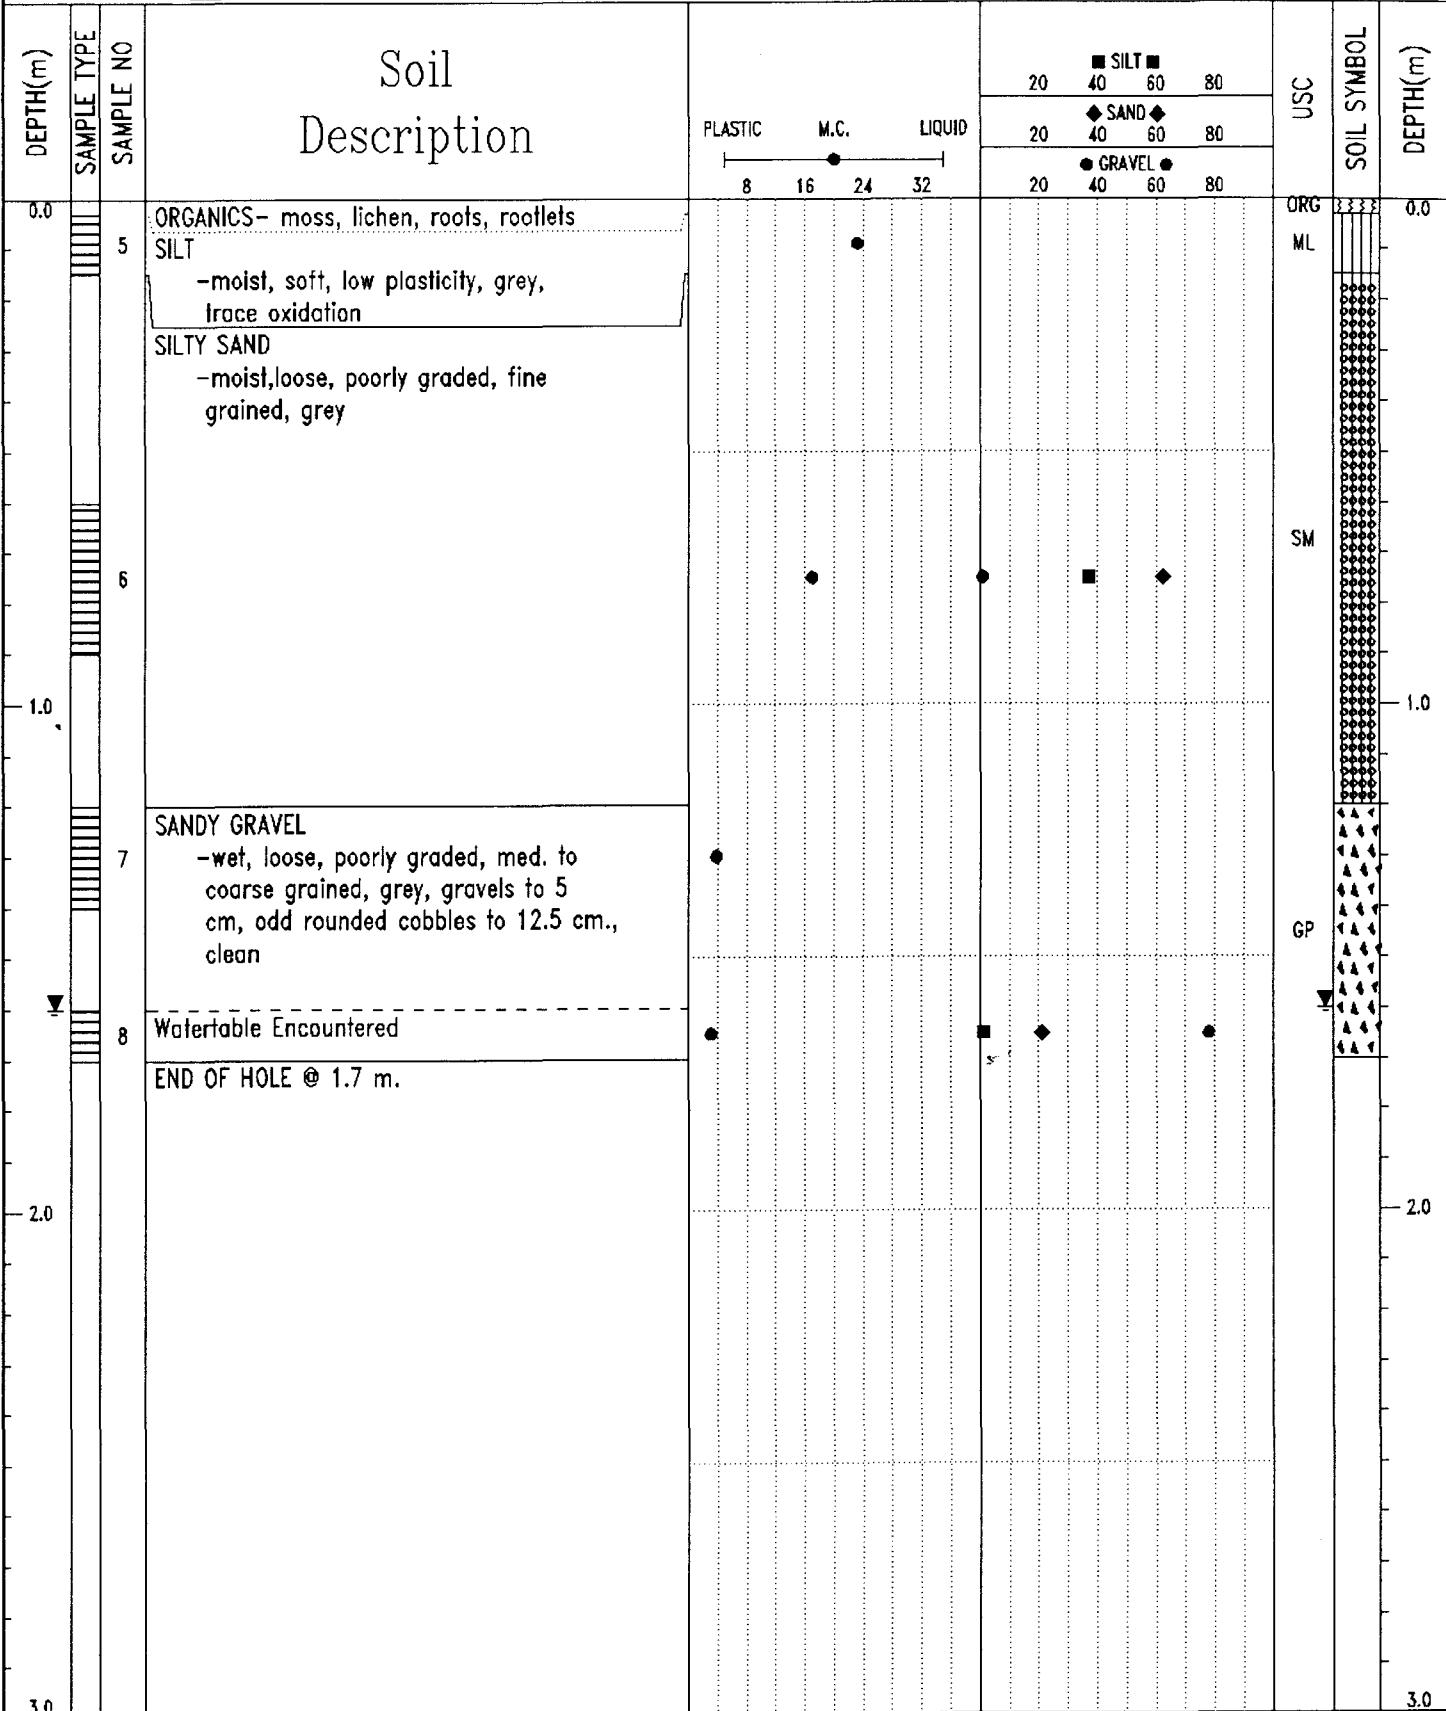 DEPTH(m)
SAMPLE TYPE
SAMPLE NO
Soil
Description
PLASTIC M.C. LIQUID
8 16 24 32
■ SILT ■
20 40 60 80
◆ SAND ◆
20 40 60 80
● GRAVEL ●
20 40 60 80
USC
SOIL SYMBOL
DEPTH(m)
0.0
ORGANICS- moss, lichen, roots, rootlets
ORG
0.0
5
SILT
ML
-moist, soft, low plasticity, grey,
trace oxidation
SILTY SAND
-moist,loose, poorly graded, fine
grained, grey
SM
6
1.0
1.0
SANDY GRAVEL
7
-wet, loose, poorly graded, med. to
coarse grained, grey, gravels to 5
cm, odd rounded cobbles to 12.5 cm.,
clean
GP
8
Watertable Encountered
END OF HOLE @ 1.7 m.
2.0
2.0
3.0
3.0